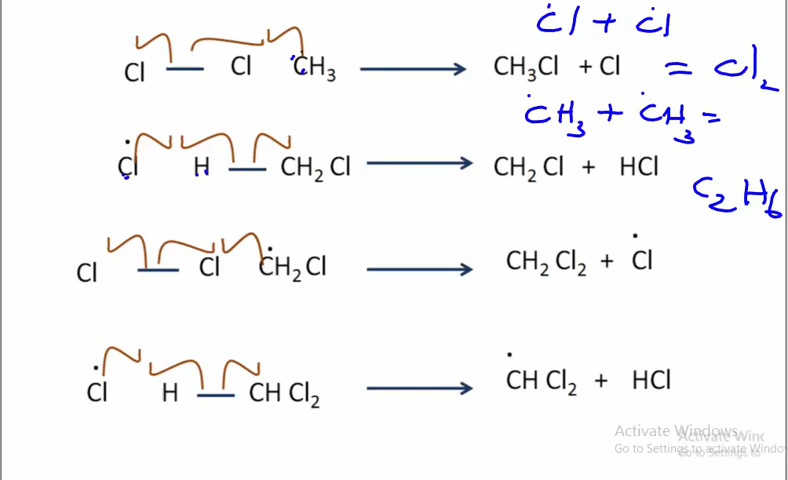 Ċl + Ċl
Cl Cl ĊH₃ CH₃Cl + Cl = Cl₂
ĊH₃ + ĊH₃ =
Ċl H CH₂ Cl CH₂ Cl + HCl
C₂H₆
Cl Cl ĊH₂ Cl CH₂ Cl₂ + Ċl
Ċl H CH Cl₂ ĊH Cl₂ + HCl
Activate Windows
Go to Settings to activate Windows